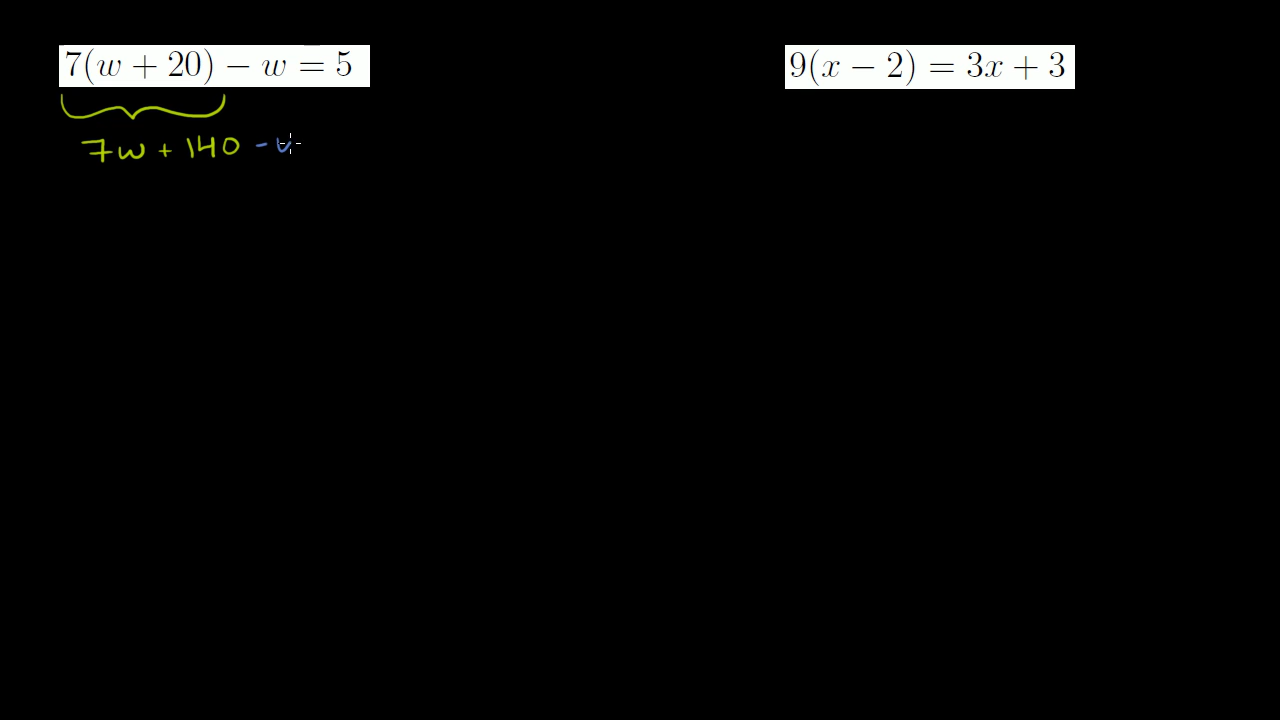 7(w + 20) − w = 5
9(x − 2) = 3x + 3
7w + 140 -